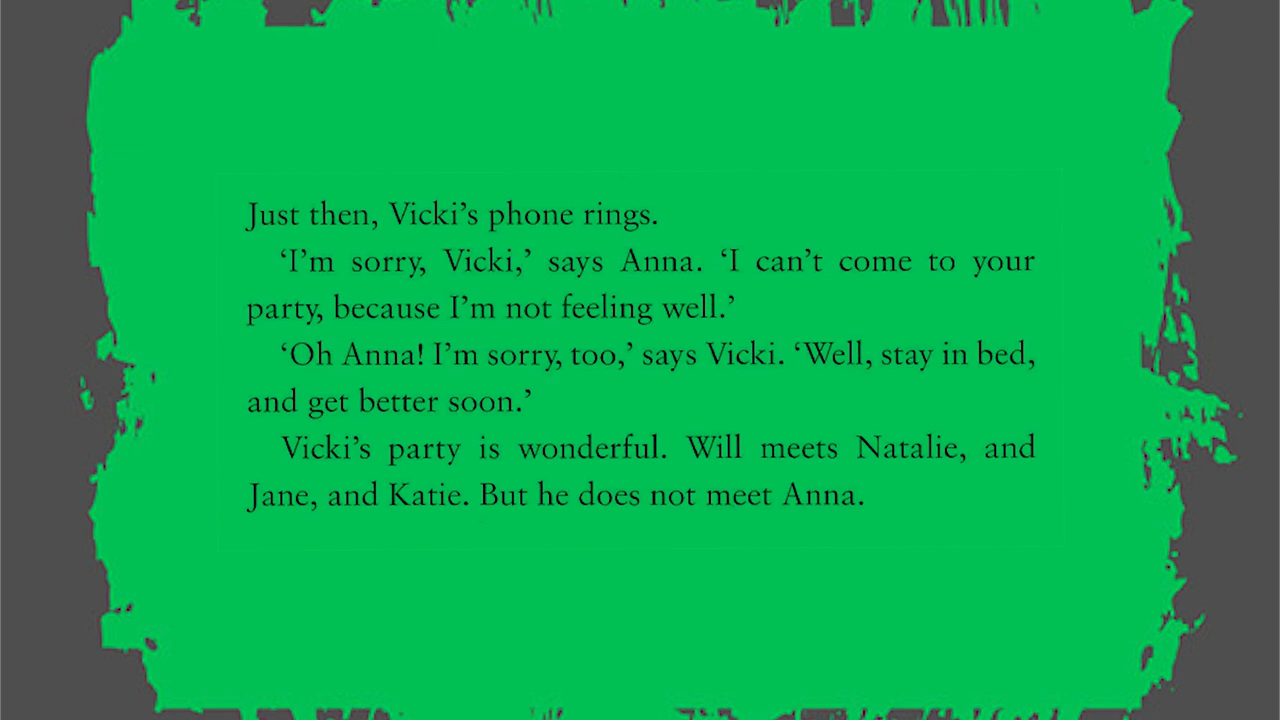 Just then, Vicki’s phone rings.
‘I’m sorry, Vicki,’ says Anna. ‘I can’t come to your
party, because I’m not feeling well.’
‘Oh Anna! I’m sorry, too,’ says Vicki. ‘Well, stay in bed,
and get better soon.’
Vicki’s party is wonderful. Will meets Natalie, and
Jane, and Katie. But he does not meet Anna.